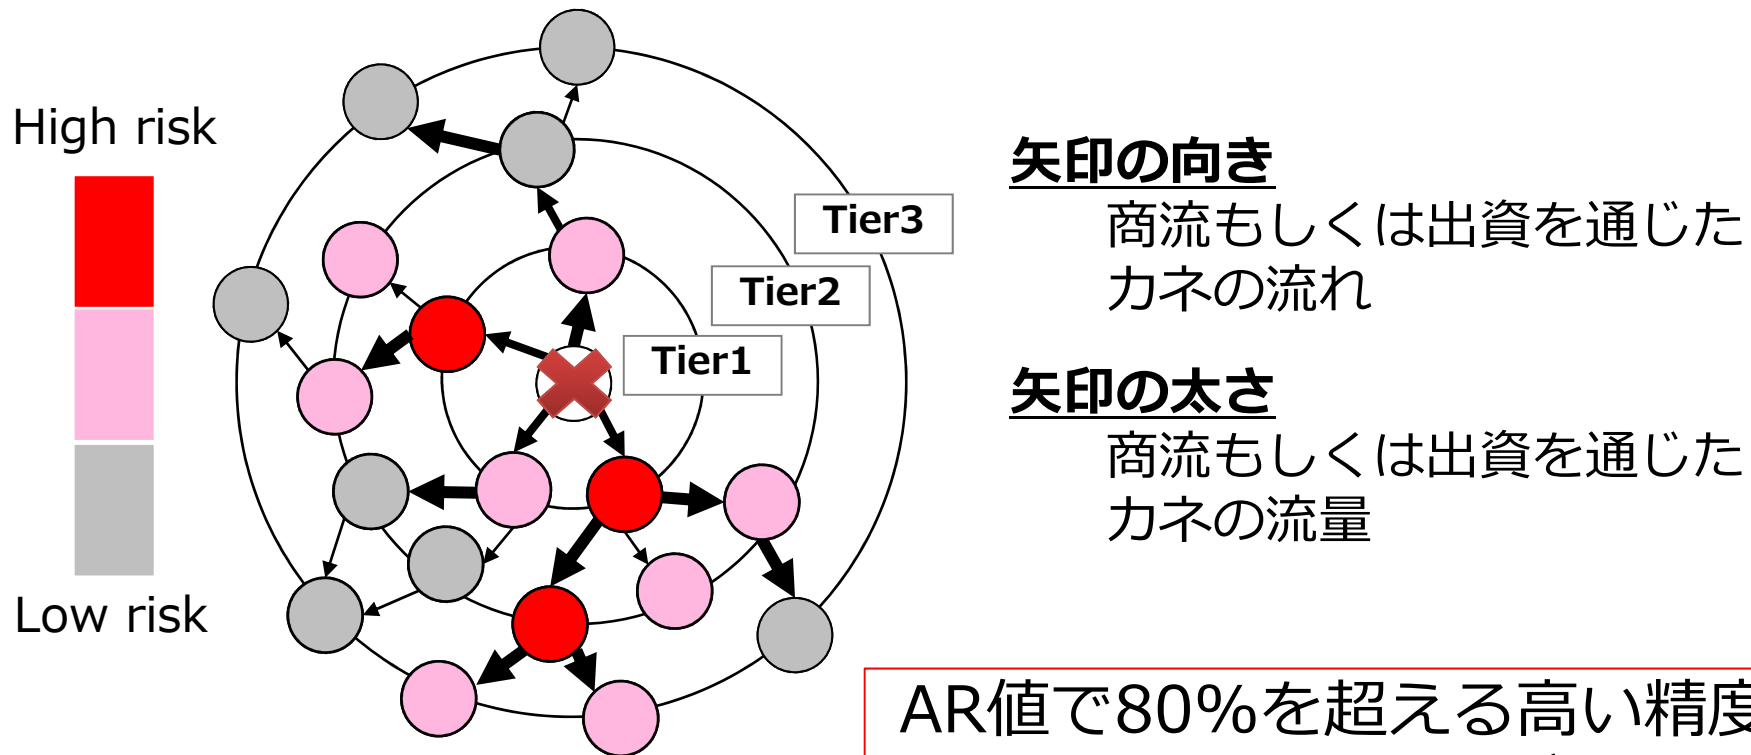 High risk
Low risk
Tier3
Tier2
Tier1
矢印の向き
商流もしくは出資を通じた
カネの流れ
矢印の太さ
商流もしくは出資を通じた
カネの流量
AR値で80%を超える高い精度